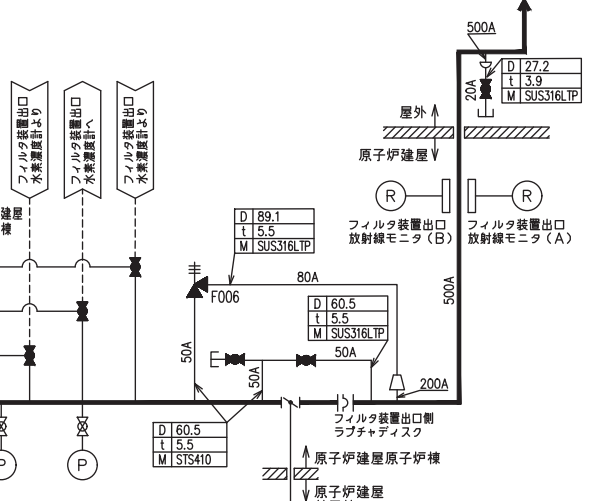 500A
20A
D 27.2
t 3.9
M SUS316LTP
屋外
原子炉建屋
フィルタ装置出口
水素濃度計より
フィルタ装置出口
水素濃度計へ
フィルタ装置出口
水素濃度計より
R
R
フィルタ装置出口
放射線モニタ（B）
フィルタ装置出口
放射線モニタ（A）
建屋
棟
D 89.1
t 5.5
M SUS316LTP
F006
80A
500A
D 60.5
t 5.5
M SUS316LTP
50A
50A
50A
200A
フィルタ装置出口側
ラプチャディスク
D 60.5
t 5.5
M STS410
P
P
原子炉建屋原子炉棟
原子炉建屋